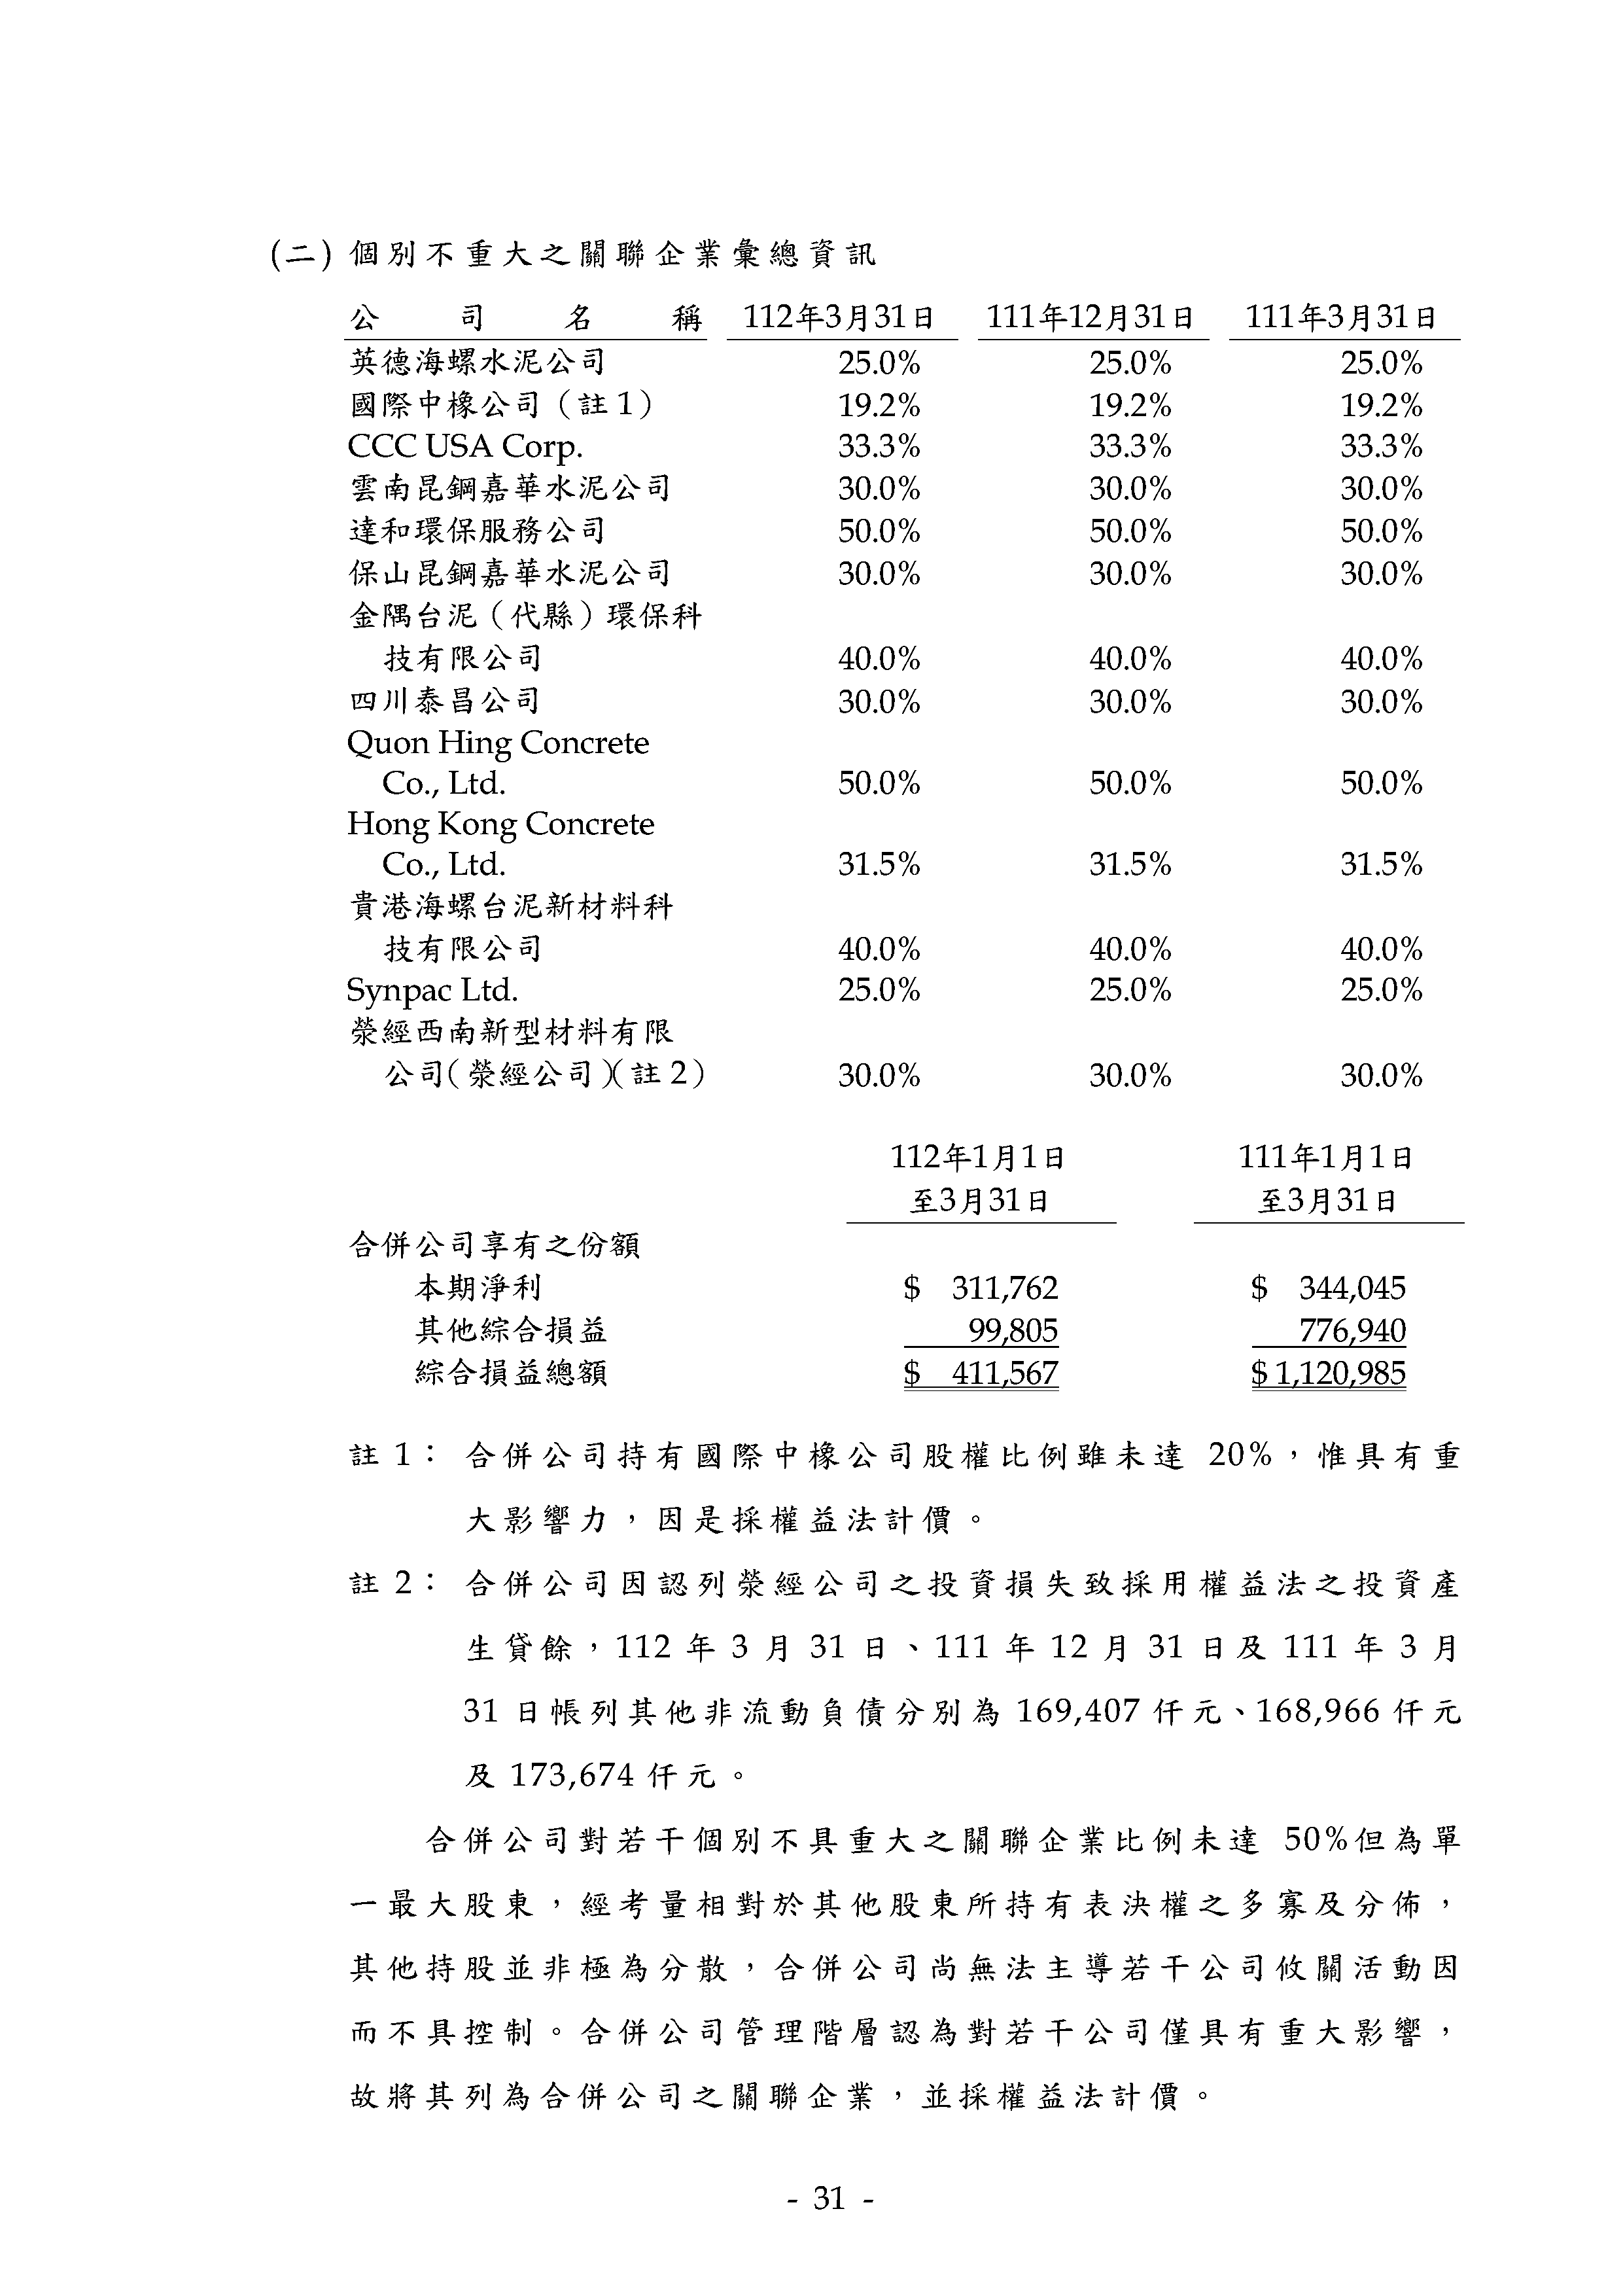 (二) 個別不重大之關聯企業彙總資訊
公司名稱 112年3月31日 111年12月31日 111年3月31日
英德海螺水泥公司 25.0% 25.0% 25.0%
國際中橡公司（註1） 19.2% 19.2% 19.2%
CCC USA Corp. 33.3% 33.3% 33.3%
雲南昆鋼嘉華水泥公司 30.0% 30.0% 30.0%
達和環保服務公司 50.0% 50.0% 50.0%
保山昆鋼嘉華水泥公司 30.0% 30.0% 30.0%
金隅台泥（代縣）環保科
技有限公司 40.0% 40.0% 40.0%
四川泰昌公司 30.0% 30.0% 30.0%
Quon Hing Concrete
Co., Ltd. 50.0% 50.0% 50.0%
Hong Kong Concrete
Co., Ltd. 31.5% 31.5% 31.5%
貴港海螺台泥新材料科
技有限公司 40.0% 40.0% 40.0%
Synpac Ltd. 25.0% 25.0% 25.0%
滎經西南新型材料有限
公司(滎經公司)(註2) 30.0% 30.0% 30.0%
112年1月1日 111年1月1日
至3月31日 至3月31日
合併公司享有之份額
本期淨利 $ 311,762 $ 344,045
其他綜合損益 99,805 776,940
綜合損益總額 $ 411,567 $ 1,120,985
註 1： 合併公司持有國際中橡公司股權比例雖未達 20%，惟具有重
大影響力，因是採權益法計價。
註 2： 合併公司因認列滎經公司之投資損失致採用權益法之投資產
生貸餘，112 年 3 月 31 日、111 年 12 月 31 日及 111 年 3 月
31 日帳列其他非流動負債分別為 169,407 仟元、168,966 仟元
及 173,674 仟元。
合併公司對若干個別不具重大之關聯企業比例未達 50%但為單
一最大股東，經考量相對於其他股東所持有表決權之多寡及分佈，
其他持股並非極為分散，合併公司尚無法主導若干公司攸關活動因
而不具控制。合併公司管理階層認為對若干公司僅具有重大影響，
故將其列為合併公司之關聯企業，並採權益法計價。
- 31 -